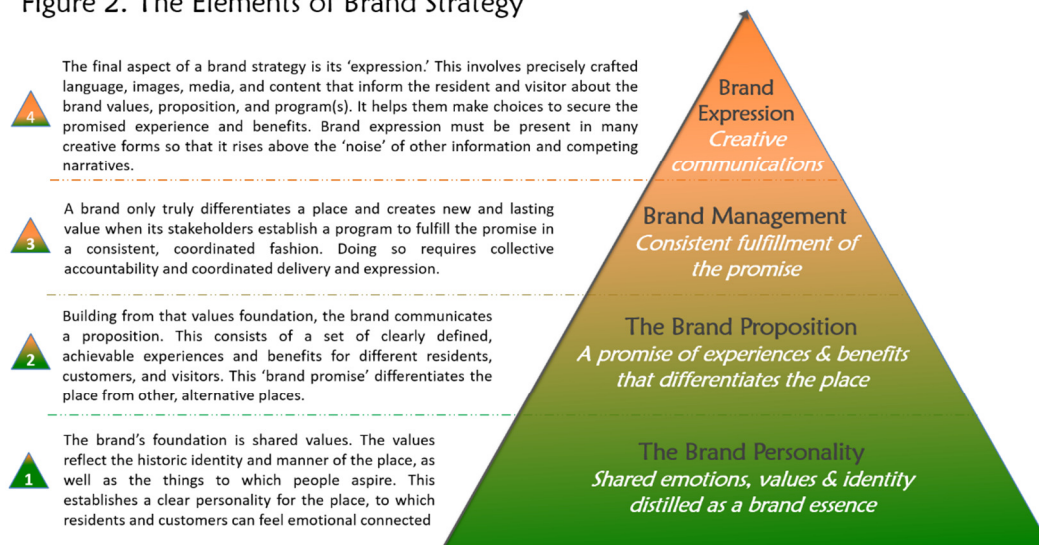 Figure 2. The Elements of Brand Strategy
The final aspect of a brand strategy is its ‘expression.’ This involves precisely crafted
language, images, media, and content that inform the resident and visitor about the
brand values, proposition, and program(s). It helps them make choices to secure the
promised experience and benefits. Brand expression must be present in many
creative forms so that it rises above the ‘noise’ of other information and competing
narratives.
4
Brand
Expression
Creative
communications
A brand only truly differentiates a place and creates new and lasting
value when its stakeholders establish a program to fulfill the promise in
a consistent, coordinated fashion. Doing so requires collective
accountability and coordinated delivery and expression.
3
Brand Management
Consistent fulfillment of
the promise
Building from that values foundation, the brand communicates
a proposition. This consists of a set of clearly defined,
achievable experiences and benefits for different residents,
customers, and visitors. This ‘brand promise’ differentiates the
place from other, alternative places.
2
The Brand Proposition
A promise of experiences & benefits
that differentiates the place
The brand’s foundation is shared values. The values
reflect the historic identity and manner of the place, as
well as the things to which people aspire. This
establishes a clear personality for the place, to which
residents and customers can feel emotional connected
1
The Brand Personality
Shared emotions, values & identity
distilled as a brand essence